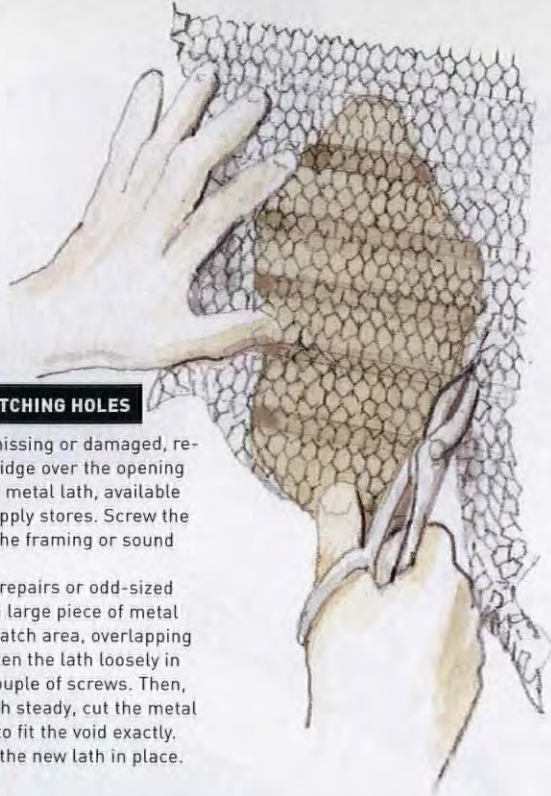 TCHING HOLES
issing or damaged, re-
idge over the opening
metal lath, available
pply stores. Screw the
he framing or sound
repairs or odd-sized
large piece of metal
atch area, overlapping
en the lath loosely in
ouple of screws. Then,
h steady, cut the metal
to fit the void exactly.
the new lath in place.